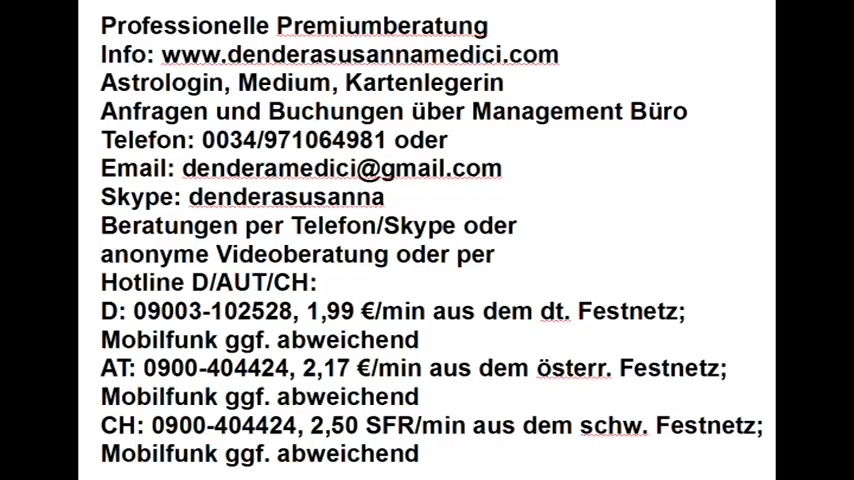 Professionelle Premiumberatung
Info: www.denderasusannamedici.com
Astrologin, Medium, Kartenlegerin
Anfragen und Buchungen über Management Büro
Telefon: 0034/971064981 oder
Email: denderamedici@gmail.com
Skype: denderasusanna
Beratungen per Telefon/Skype oder
anonyme Videoberatung oder per
Hotline D/AUT/CH:
D: 09003-102528, 1,99 €/min aus dem dt. Festnetz;
Mobilfunk ggf. abweichend
AT: 0900-404424, 2,17 €/min aus dem österr. Festnetz;
Mobilfunk ggf. abweichend
CH: 0900-404424, 2,50 SFR/min aus dem schw. Festnetz;
Mobilfunk ggf. abweichend